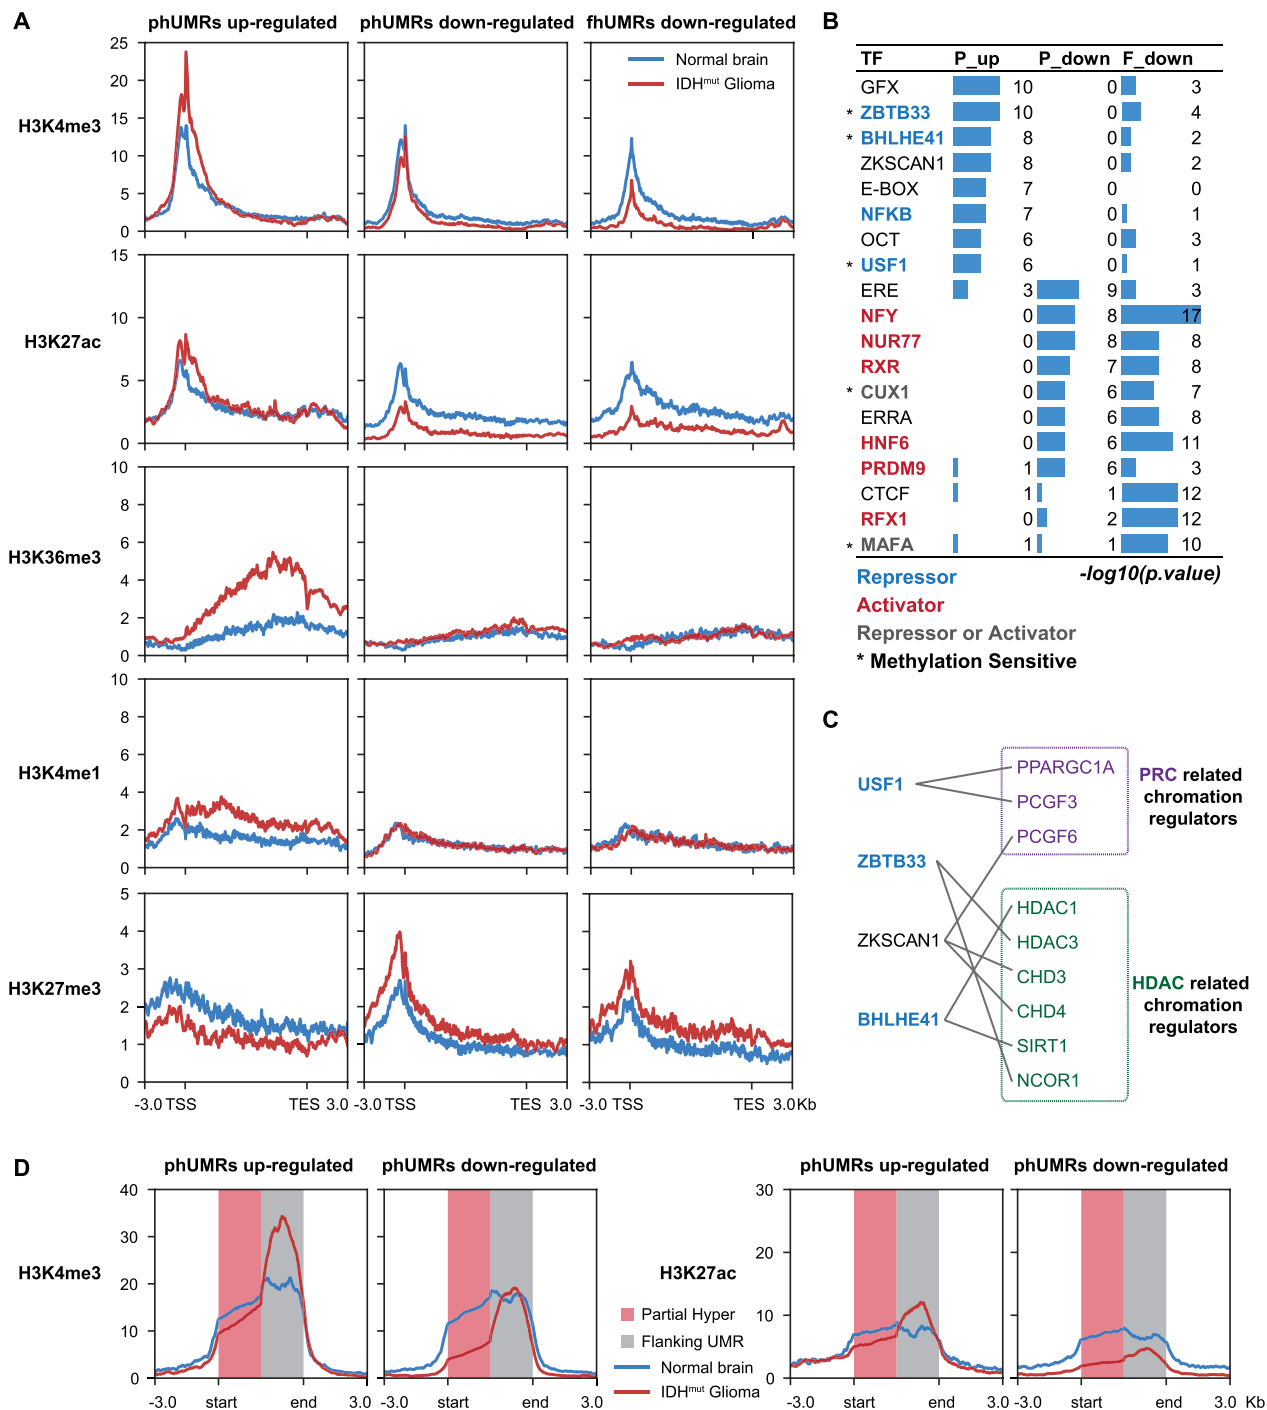 A
phUMRs up-regulated
phUMRs down-regulated
fhUMRs down-regulated
Normal brain
IDHmut Glioma
H3K4me3
25
20
15
10
5
0
H3K27ac
15
10
5
0
H3K36me3
10
8
6
4
2
0
H3K4me1
10
8
6
4
2
0
H3K27me3
5
4
3
2
1
0
-3.0 TSS TES 3.0
-3.0 TSS TES 3.0
-3.0 TSS TES 3.0 Kb
B
TF P_up P_down F_down
GFX 10 0 3
* ZBTB33 10 0 4
* BHLHE41 8 0 2
ZKSCAN1 8 0 2
E-BOX 7 0 0
NFKB 7 0 1
OCT 6 0 3
* USF1 6 0 1
ERE 3 9 3
NFY 0 8 17
NUR77 0 8 8
RXR 0 7 8
* CUX1 0 6 7
ERRA 0 6 8
HNF6 0 6 11
PRDM9 1 6 3
CTCF 1 1 12
RFX1 0 2 12
* MAFA 1 1 10
-log10(p.value)
Repressor
Activator
Repressor or Activator
* Methylation Sensitive
C
USF1
ZBTB33
ZKSCAN1
BHLHE41
PPARGC1A
PCGF3
PCGF6
PRC related
chromation
regulators
HDAC1
HDAC3
CHD3
CHD4
SIRT1
NCOR1
HDAC related
chromation
regulators
D
phUMRs up-regulated
phUMRs down-regulated
H3K4me3
40
30
20
10
0
-3.0 start end 3.0
-3.0 start end 3.0
H3K27ac
Partial Hyper
Flanking UMR
Normal brain
IDHmut Glioma
phUMRs up-regulated
phUMRs down-regulated
30
20
10
0
-3.0 start end 3.0
-3.0 start end 3.0 Kb